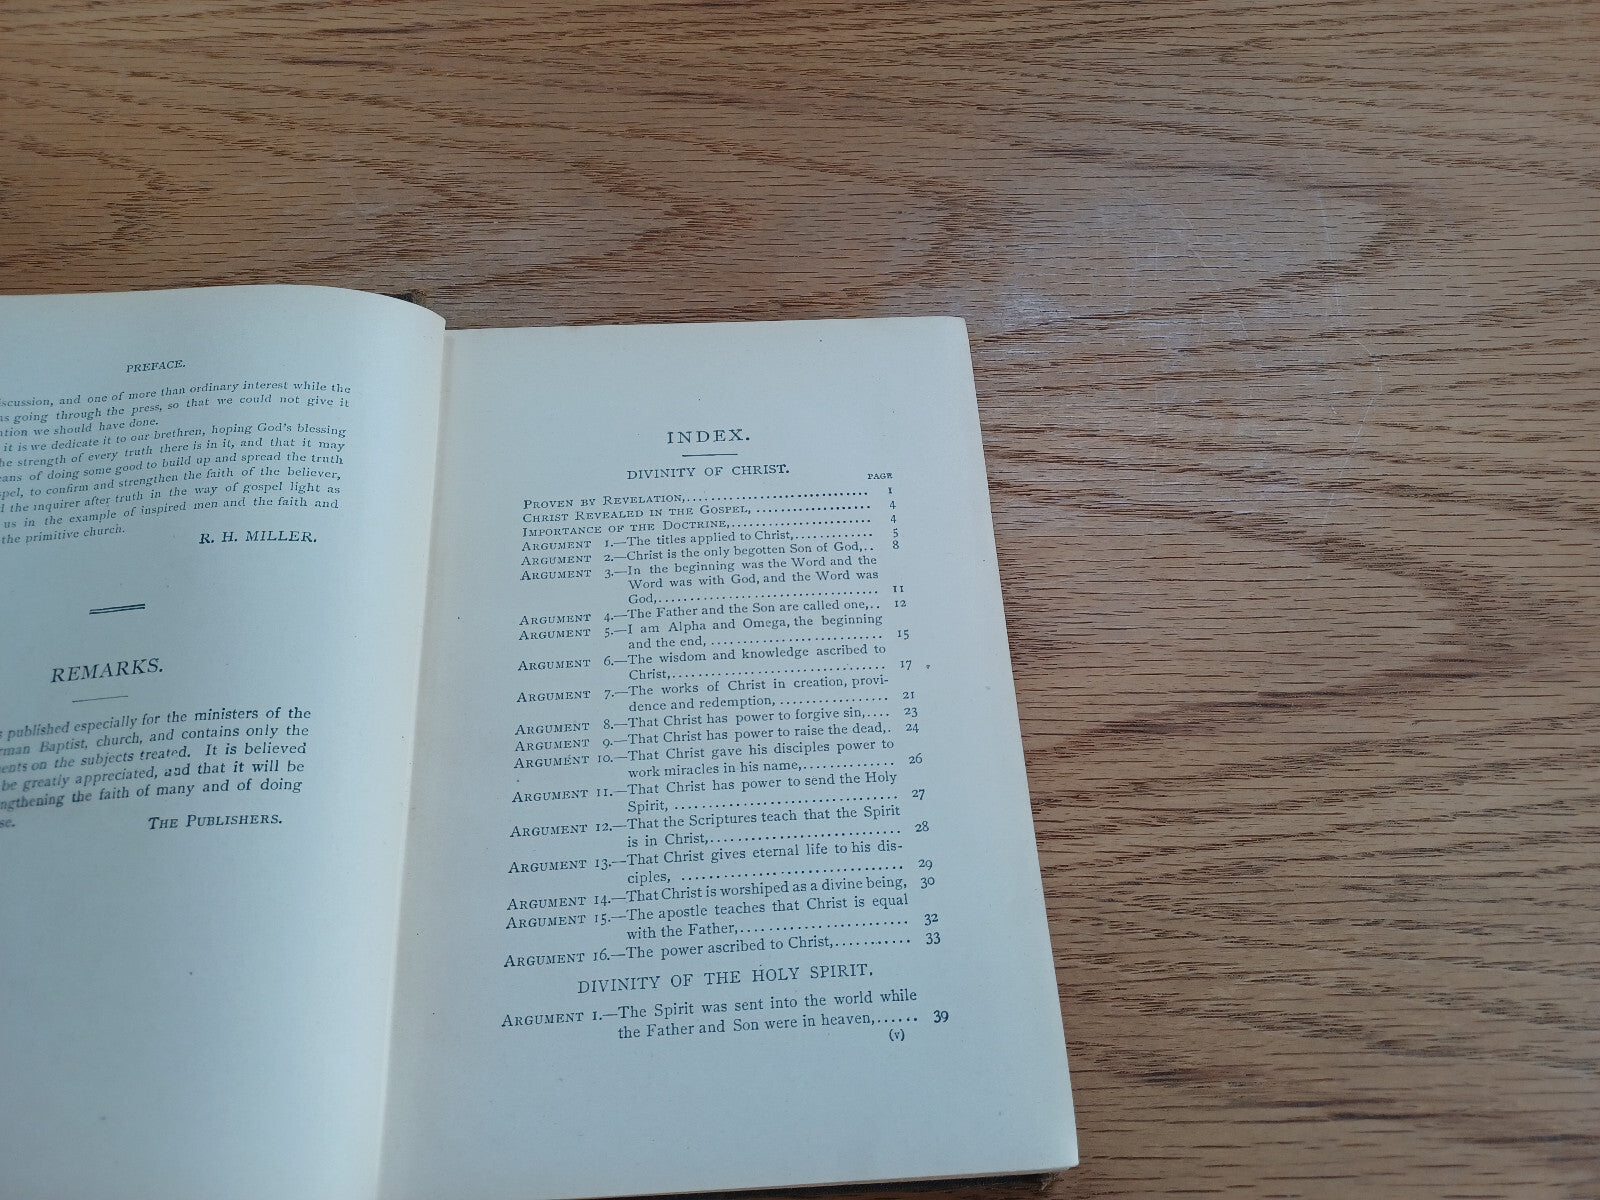 PREFACE.
discussion, and one of more than ordinary interest while the
going through the press, so that we could not give it
we should have done.
it is we dedicate it to our brethren, hoping God's blessing
strength of every truth there is in it, and that it may
of doing some good to build up and spread the truth
to confirm and strengthen the faith of the believer,
the inquirer after truth in the way of gospel light as
us in the example of inspired men and the faith and
the primitive church.
R. H. MILLER.
REMARKS.
published especially for the ministers of the
Baptist, church, and contains only the
on the subjects treated. It is believed
be greatly appreciated, and that it will be
the faith of many and of doing
THE PUBLISHERS.
INDEX.
DIVINITY OF CHRIST.
PAGE
PROVEN BY REVELATION,.............................. 1
CHRIST REVEALED IN THE GOSPEL, ................... 4
IMPORTANCE OF THE DOCTRINE,...................... 4
ARGUMENT 1.—The titles applied to Christ,............. 5
ARGUMENT 2.—Christ is the only begotten Son of God,.. 8
ARGUMENT 3.—In the beginning was the Word and the
Word was with God, and the Word was
God,.................................... 11
ARGUMENT 4.—The Father and the Son are called one,.. 12
ARGUMENT 5.—I am Alpha and Omega, the beginning
and the end, ............................ 15
ARGUMENT 6.—The wisdom and knowledge ascribed to
Christ,................................... 17
ARGUMENT 7.—The works of Christ in creation, provi-
dence and redemption, .................. 21
ARGUMENT 8.—That Christ has power to forgive sin,.... 23
ARGUMENT 9.—That Christ has power to raise the dead,. 24
ARGUMENT 10.—That Christ gave his disciples power to
work miracles in his name,.............. 26
ARGUMENT 11.—That Christ has power to send the Holy
Spirit, .................................. 27
ARGUMENT 12.—That the Scriptures teach that the Spirit
is in Christ,............................. 28
ARGUMENT 13.—That Christ gives eternal life to his dis-
ciples, .................................. 29
ARGUMENT 14.—That Christ is worshiped as a divine being, 30
ARGUMENT 15.—The apostle teaches that Christ is equal
with the Father,......................... 32
ARGUMENT 16.—The power ascribed to Christ,........... 33
DIVINITY OF THE HOLY SPIRIT.
ARGUMENT 1.—The Spirit was sent into the world while
the Father and Son were in heaven,...... 39
(v)